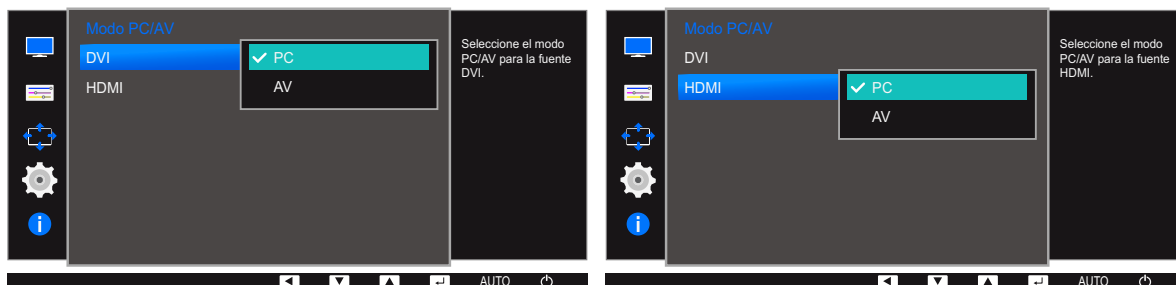 Modo PC/AV
DVI
PC
HDMI
AV
Seleccione el modo
PC/AV para la fuente
DVI.
AUTO
Modo PC/AV
DVI
HDMI
PC
AV
Seleccione el modo
PC/AV para la fuente
HDMI.
AUTO